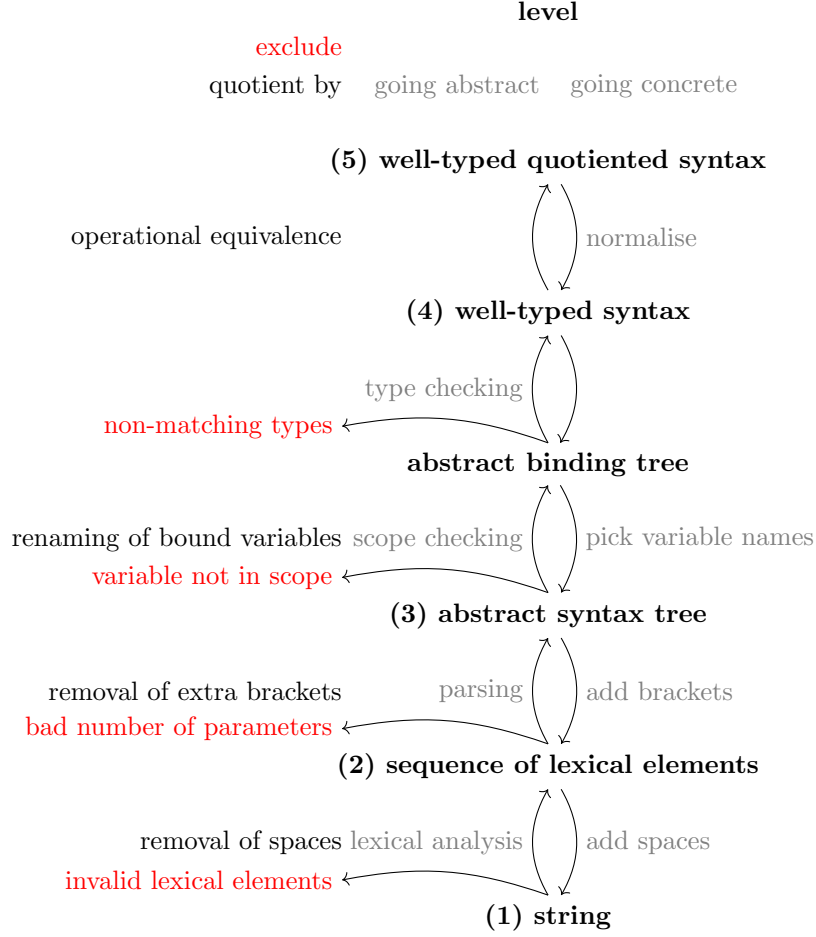 level
exclude
quotient by going abstract going concrete
(5) well-typed quotiented syntax
operational equivalence normalise
(4) well-typed syntax
type checking
non-matching types
abstract binding tree
renaming of bound variables scope checking pick variable names
variable not in scope
(3) abstract syntax tree
removal of extra brackets parsing add brackets
bad number of parameters
(2) sequence of lexical elements
removal of spaces lexical analysis add spaces
invalid lexical elements
(1) string